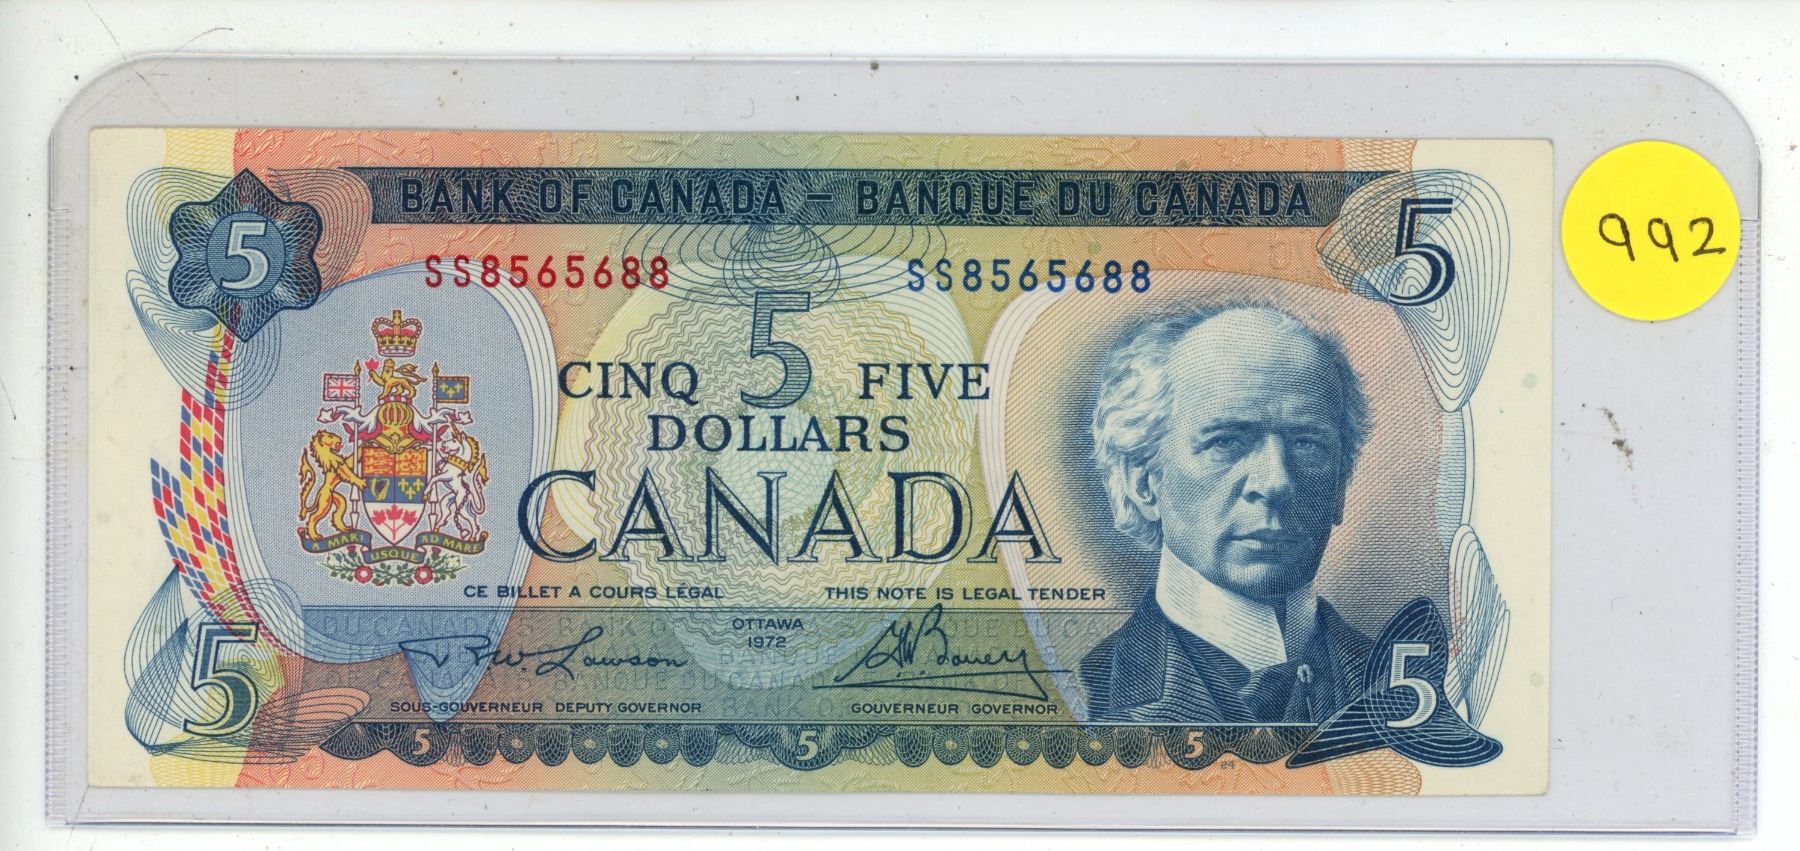 BANK OF CANADA – BANQUE DU CANADA
5
5
992
SS8565688 SS8565688
5
CINQ FIVE
DOLLARS
CANADA
A MARI USQUE AD MARE
CE BILLET A COURS LÉGAL THIS NOTE IS LEGAL TENDER
OTTAWA
1972
5
5
SOUS-GOUVERNEUR DEPUTY GOVERNOR GOUVERNEUR GOVERNOR
5 5 5
24